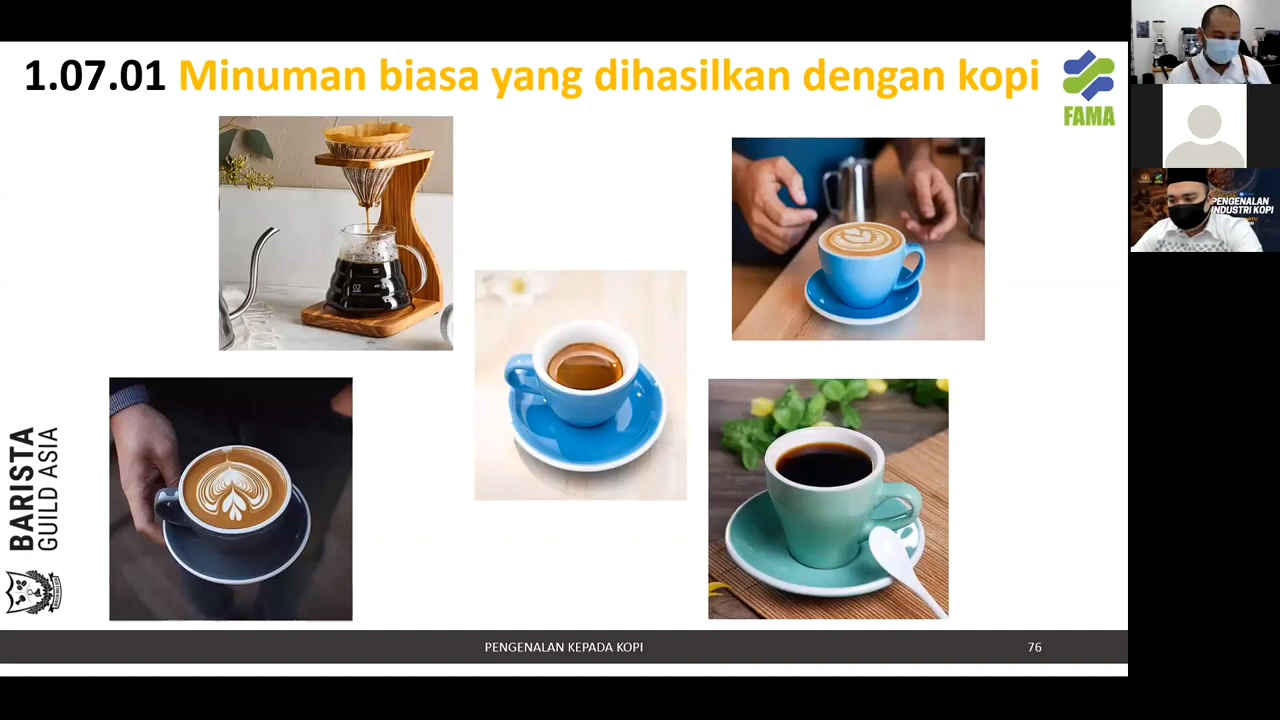 1.07.01 Minuman biasa yang dihasilkan dengan kopi
FAMA
BARISTA
GUILD ASIA
PENGENALAN KEPADA KOPI
76
PENGENALAN
INDUSTRI KOPI
02